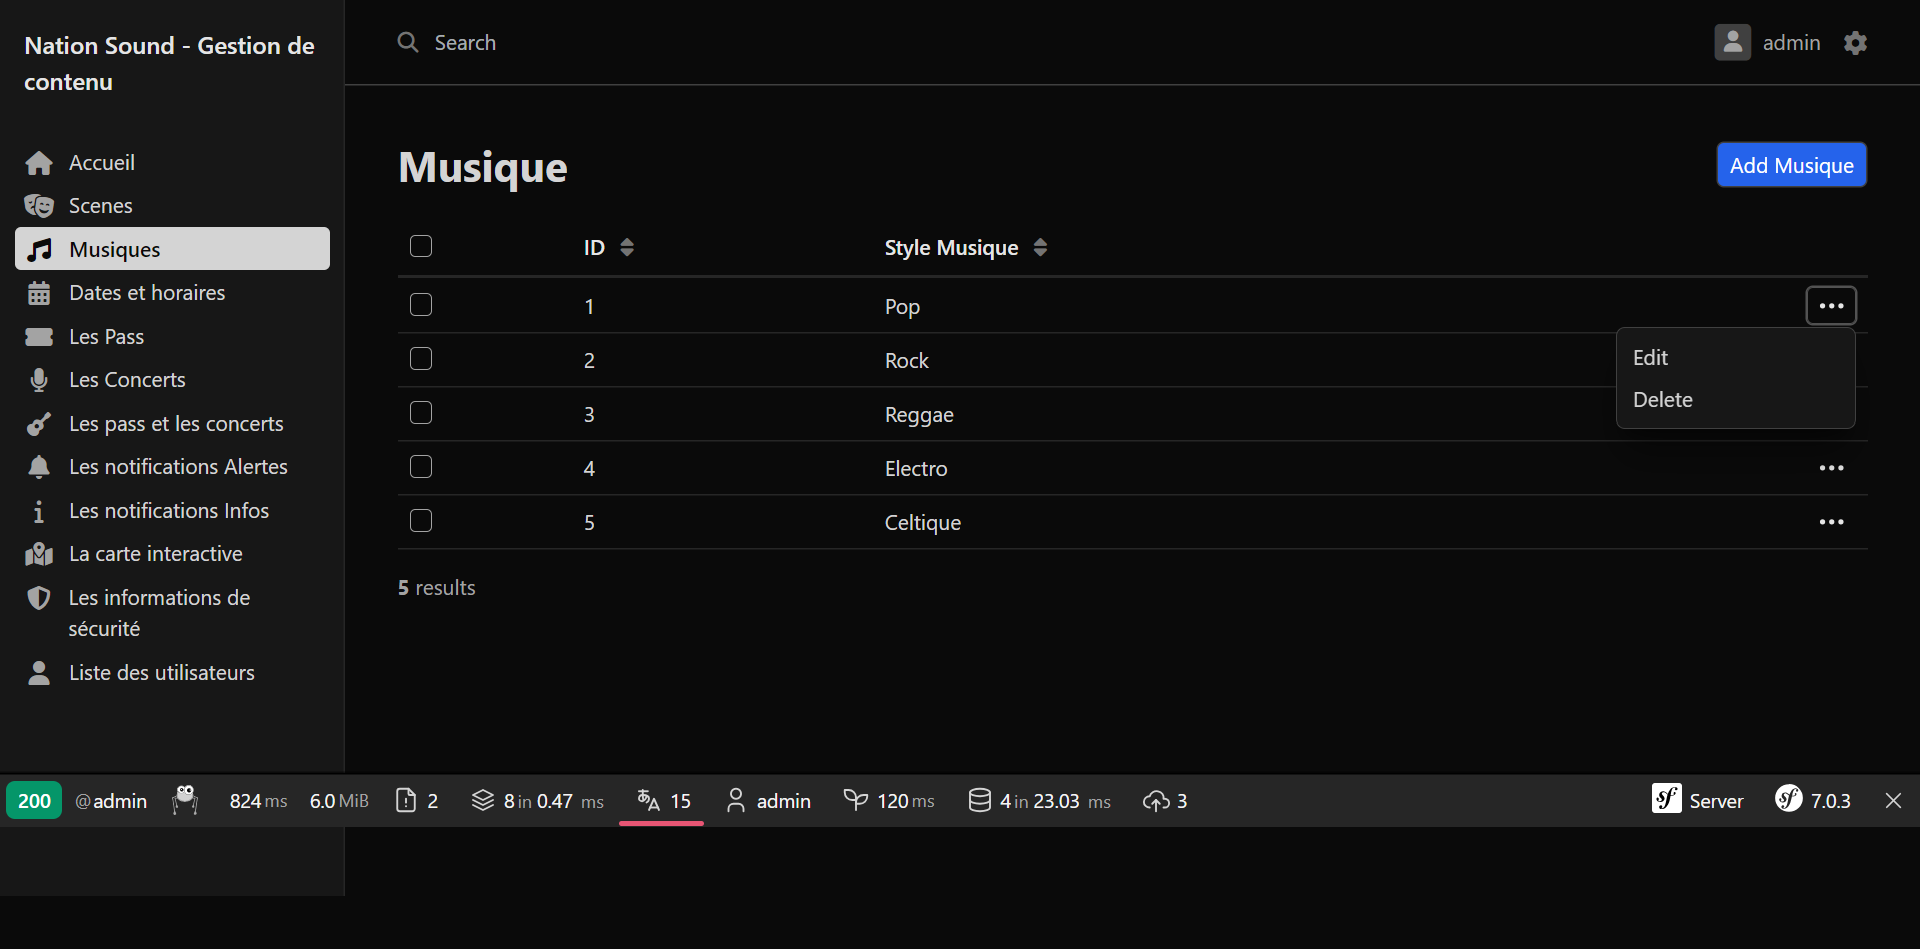 Nation Sound - Gestion de
contenu
Search
admin
Accueil
Scenes
Musiques
Dates et horaires
Les Pass
Les Concerts
Les pass et les concerts
Les notifications Alertes
Les notifications Infos
La carte interactive
Les informations de
sécurité
Liste des utilisateurs
Musique
Add Musique
ID Style Musique
1 Pop
2 Rock
3 Reggae
4 Electro
5 Celtique
Edit
Delete
5 results
200 @admin 824 ms 6.0 MiB 2 8 in 0.47 ms 15 admin 120 ms 4 in 23.03 ms 3 sf Server sf 7.0.3